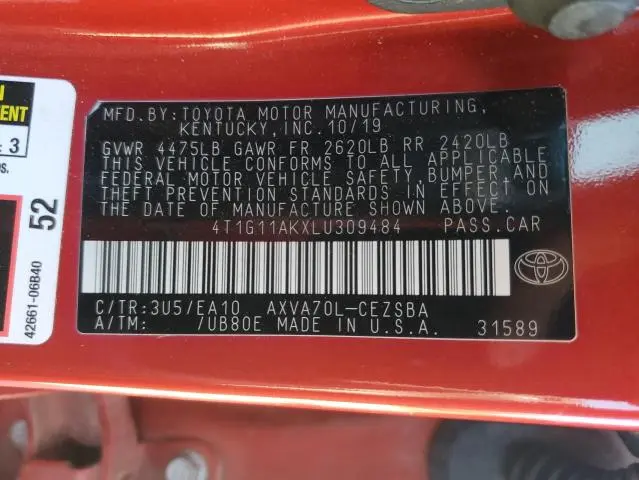 MFD.BY:TOYOTA MOTOR MANUFACTURING,
KENTUCKY, INC.10/19
GVWR 4475LB GAWR FR 2620LB RR 2420LB
THIS VEHICLE CONFORMS TO ALL APPLICABLE
FEDERAL MOTOR VEHICLE SAFETY, BUMPER, AND
THEFT PREVENTION STANDARDS IN EFFECT ON
THE DATE OF MANUFACTURE SHOWN ABOVE.
4T1G11AKXLU309484 PASS.CAR
C/TR:3U5/EA10 AXVA70L-CEZSBA
A/TM: /UB80E MADE IN U.S.A. 31589
3
52
42661-06B40